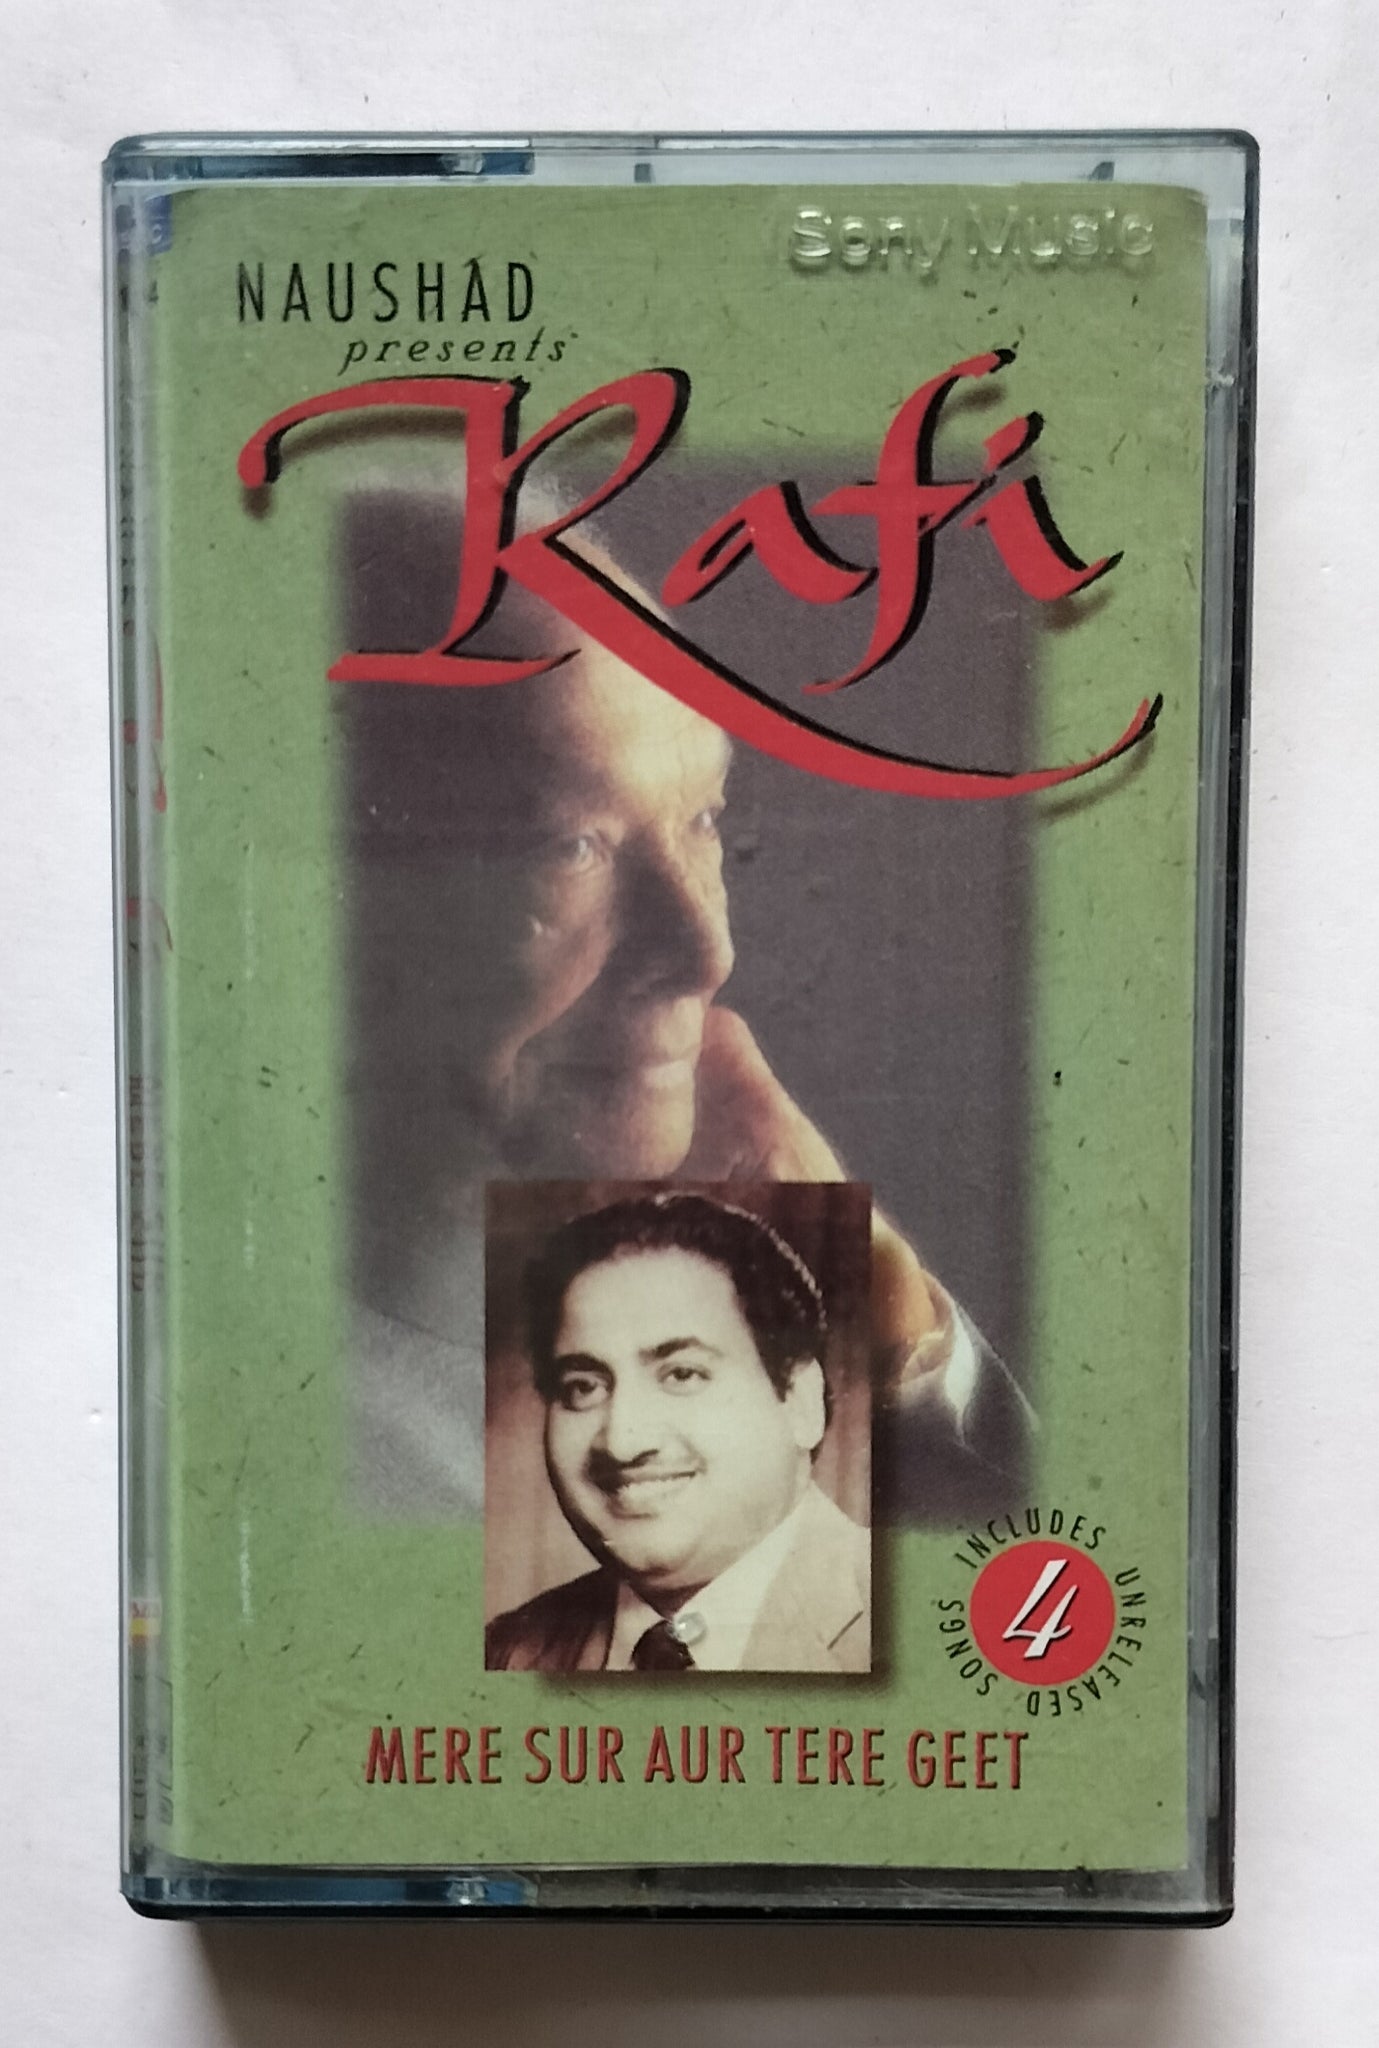 Sony Music
NAUSHAD
presents
Rafi
INCLUDES 4 UNRELEASED SONGS
MERE SUR AUR TERE GEET